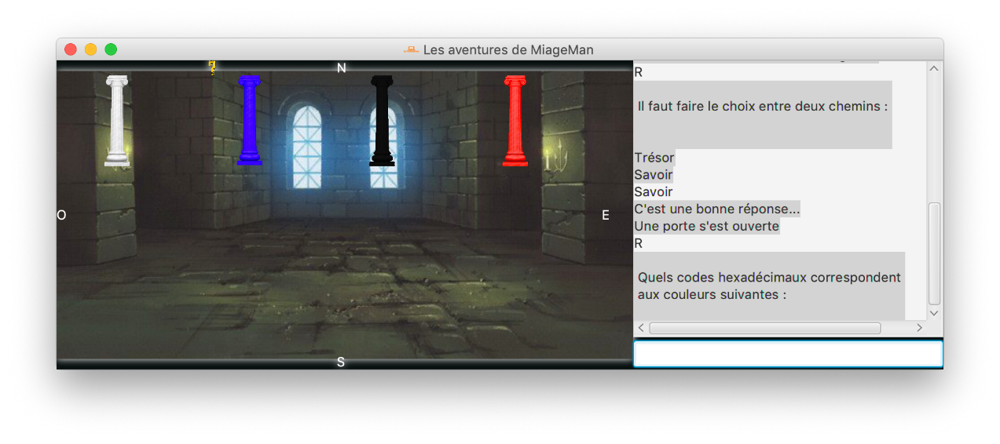 Les aventures de MiageMan
N
O
E
S
R
Il faut faire le choix entre deux chemins :
Trésor
Savoir
Savoir
C'est une bonne réponse...
Une porte s'est ouverte
R
Quels codes hexadécimaux correspondent
aux couleurs suivantes :